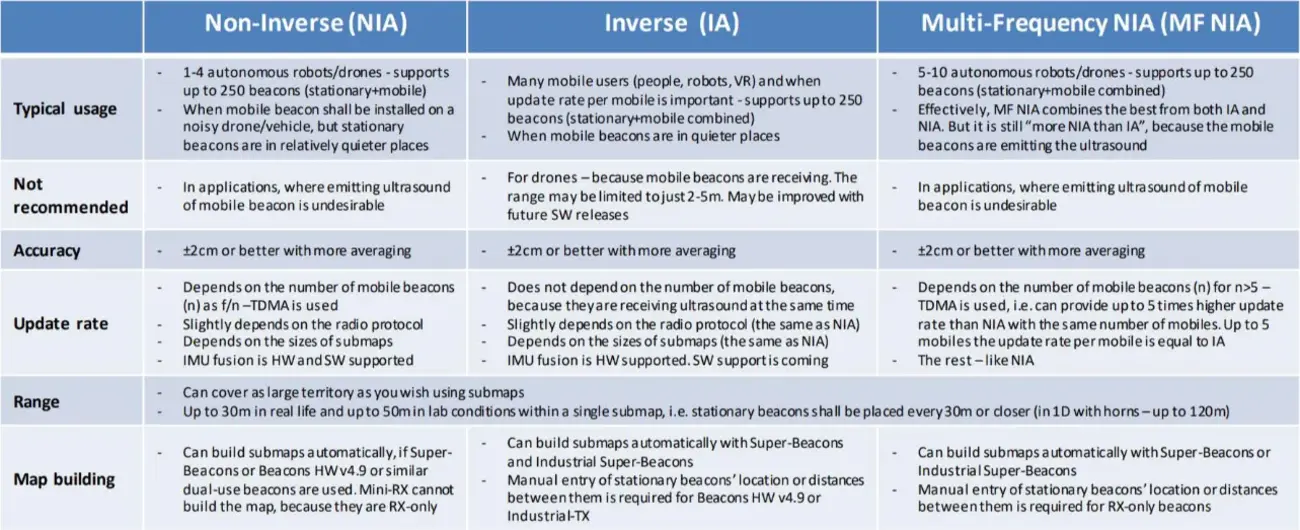 Non-Inverse (NIA)
Inverse (IA)
Multi-Frequency NIA (MF NIA)
Typical usage
- 1-4 autonomous robots/drones - supports
up to 250 beacons (stationary+mobile)
- When mobile beacon shall be installed on a
noisy drone/vehicle, but stationary
beacons are in relatively quieter places
- Many mobile users (people, robots, VR) and when
update rate per mobile is important - supports up to 250
beacons (stationary+mobile combined)
- When mobile beacons are in quieter places
- 5-10 autonomous robots/drones - supports up to 250
beacons (stationary+mobile combined)
- Effectively, MF NIA combines the best from both IA and
NIA. But it is still “more NIA than IA”, because the mobile
beacons are emitting the ultrasound
Not
recommended
- In applications, where emitting ultrasound
of mobile beacon is undesirable
- For drones – because mobile beacons are receiving. The
range may be limited to just 2-5m. May be improved with
future SW releases
- In applications, where emitting ultrasound of mobile
beacon is undesirable
Accuracy
- ±2cm or better with more averaging
- ±2cm or better with more averaging
- ±2cm or better with more averaging
Update rate
- Depends on the number of mobile beacons
(n) as f/n –TDMA is used
- Slightly depends on the radio protocol
- Depends on the sizes of submaps
- IMU fusion is HW and SW supported
- Does not depend on the number of mobile beacons,
because they are receiving ultrasound at the same time
- Slightly depends on the radio protocol (the same as NIA)
- Depends on the sizes of submaps (the same as NIA)
- IMU fusion is HW supported. SW support is coming
- Depends on the number of mobile beacons (n) for n>5 –
TDMA is used, i.e. can provide up to 5 times higher update
rate than NIA with the same number of mobiles. Up to 5
mobiles the update rate per mobile is equal to IA
- The rest – like NIA
Range
- Can cover as large territory as you wish using submaps
- Up to 30m in real life and up to 50m in lab conditions within a single submap, i.e. stationary beacons shall be placed every 30m or closer (in 1D with horns – up to 120m)
Map building
- Can build submaps automatically, if Super-
Beacons or Beacons HW v4.9 or similar
dual-use beacons are used. Mini-RX cannot
build the map, because they are RX-only
- Can build submaps automatically with Super-Beacons
and Industrial Super-Beacons
- Manual entry of stationary beacons’ location or distances
between them is required for Beacons HW v4.9 or
Industrial-TX
- Can build submaps automatically with Super-Beacons or
Industrial Super-Beacons
- Manual entry of stationary beacons’ location or distances
between them is required for RX-only beacons